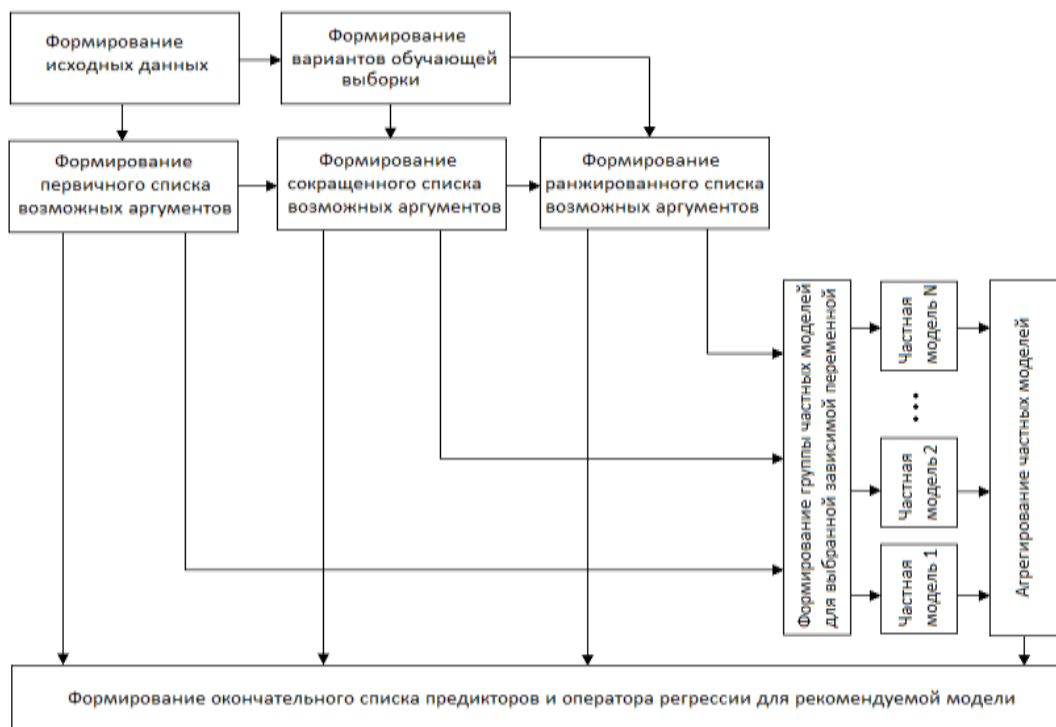 Формирование
исходных данных
Формирование
вариантов обучающей
выборки
Формирование
первичного списка
возможных аргументов
Формирование
сокращенного списка
возможных аргументов
Формирование
ранжированного списка
возможных аргументов
Формирование группы частных моделей
для выбранной зависимой переменной
Частная
модель N
...
Частная
модель 2
Частная
модель 1
Агрегирование частных моделей
Формирование окончательного списка предикторов и оператора регрессии для рекомендуемой модели